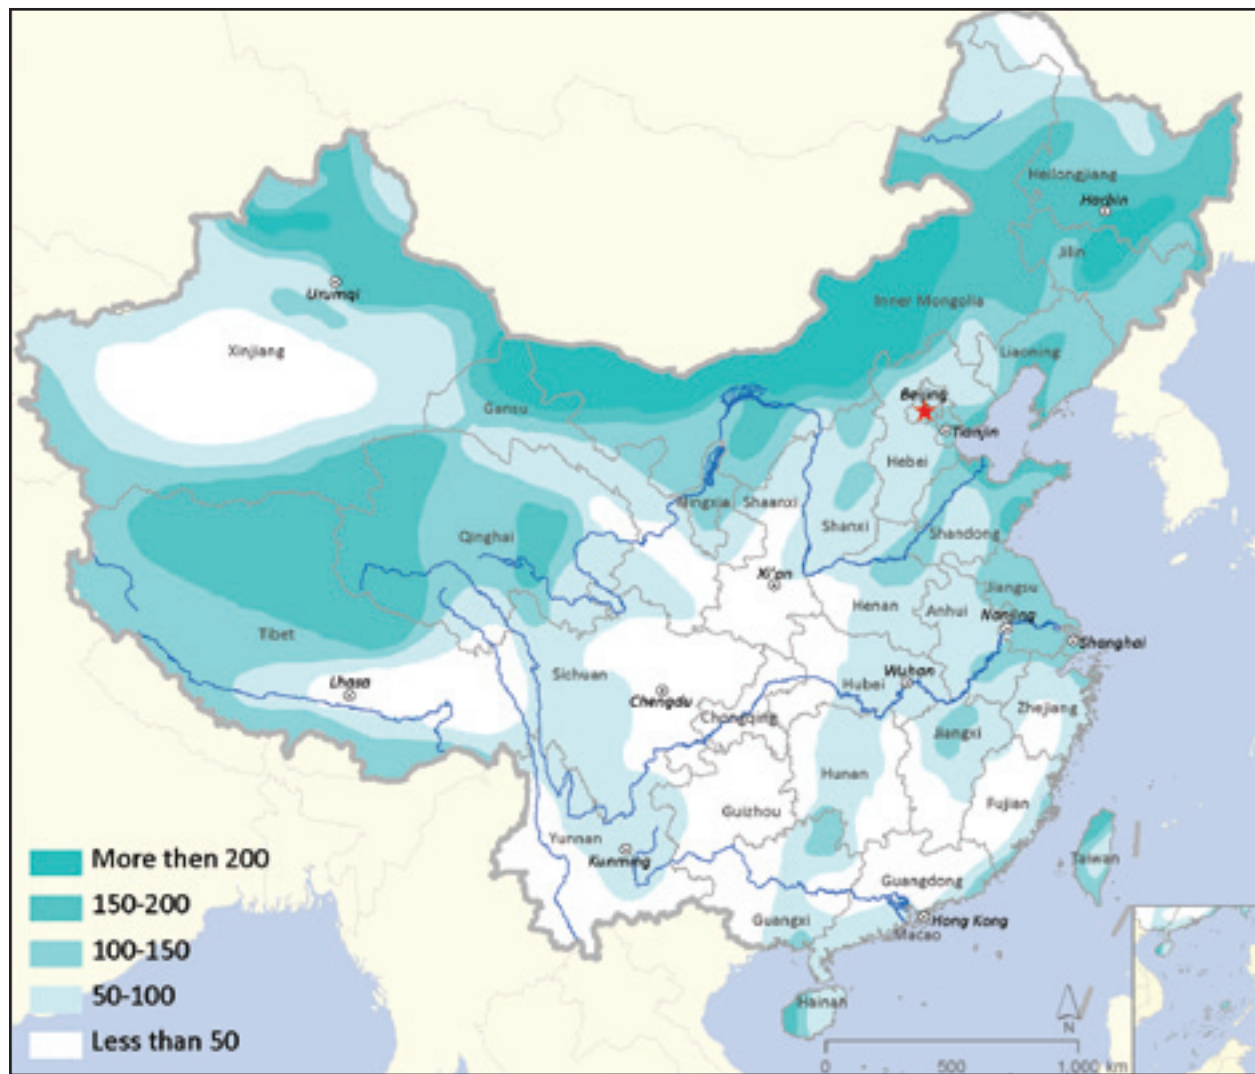 Heilongjiang
Harbin
Jilin
Urumqi
Inner Mongolia
Xinjiang
Liaoning
Beijing
Gansu
Tianjin
Hebei
Ningxia
Shaanxi
Shanxi
Shandong
Qinghai
Xi'an
Jiangsu
Henan
Anhui
Nanjing
Tibet
Shanghai
Sichuan
Wuhan
Lhasa
Hubei
Chengdu
Zhejiang
Chongqing
Jiangxi
Hunan
Guizhou
Fujian
Yunnan
Kunming
Taiwan
Guangdong
Guangxi
Hong Kong
Macao
Hainan
More then 200
150-200
100-150
50-100
Less than 50
N
0 500 1,000 km